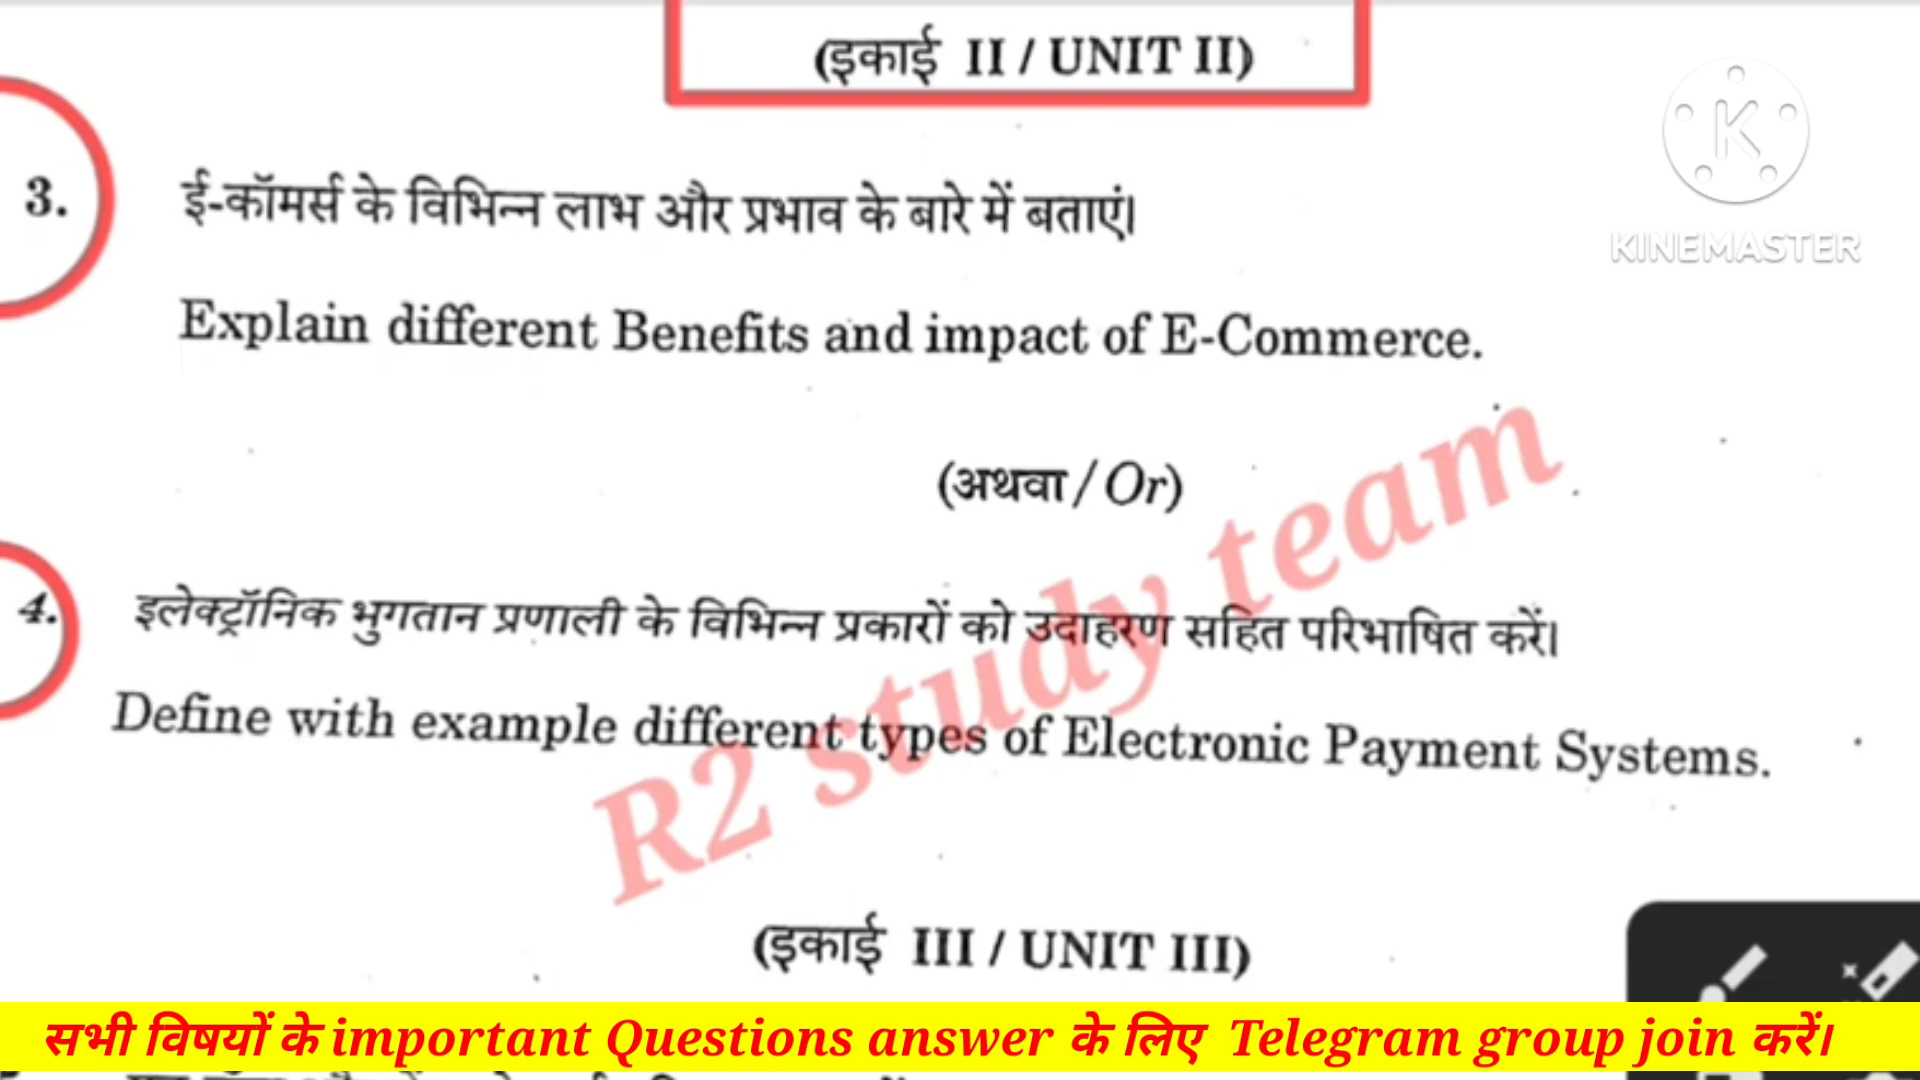 (इकाई II / UNIT II)
3. ई-कॉमर्स के विभिन्न लाभ और प्रभाव के बारे में बताएं।
KINEMASTER
Explain different Benefits and impact of E-Commerce.
(अथवा / Or)
4. इलेक्ट्रॉनिक भुगतान प्रणाली के विभिन्न प्रकारों को उदाहरण सहित परिभाषित करें।
Define with example different types of Electronic Payment Systems.
R2 study team
(इकाई III / UNIT III)
सभी विषयों के important Questions answer के लिए Telegram group join करें।